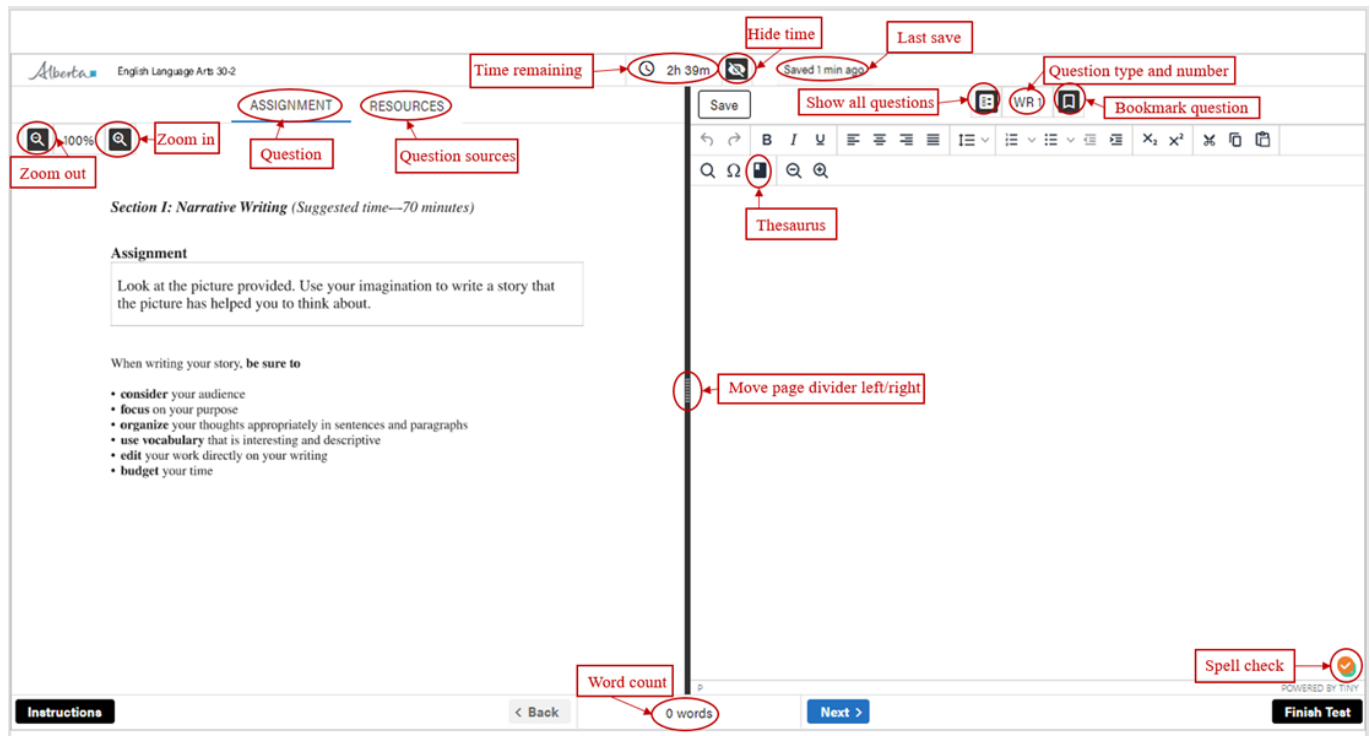 Hide time
Last save
Alberta
English Language Arts 30-2
Time remaining
2h 39m
Saved 1 min ago
Question type and number
ASSIGNMENT
RESOURCES
Save
Show all questions
WR 1
Bookmark question
100%
Zoom in
Question
Question sources
Zoom out
B I U
X₂ x²
Ω
Thesaurus
Section I: Narrative Writing (Suggested time—70 minutes)
Assignment
Look at the picture provided. Use your imagination to write a story that
the picture has helped you to think about.
When writing your story, be sure to
• consider your audience
• focus on your purpose
• organize your thoughts appropriately in sentences and paragraphs
• use vocabulary that is interesting and descriptive
• edit your work directly on your writing
• budget your time
Move page divider left/right
Spell check
Word count
P
POWERED BY TINY
Instructions
< Back
0 words
Next >
Finish Test